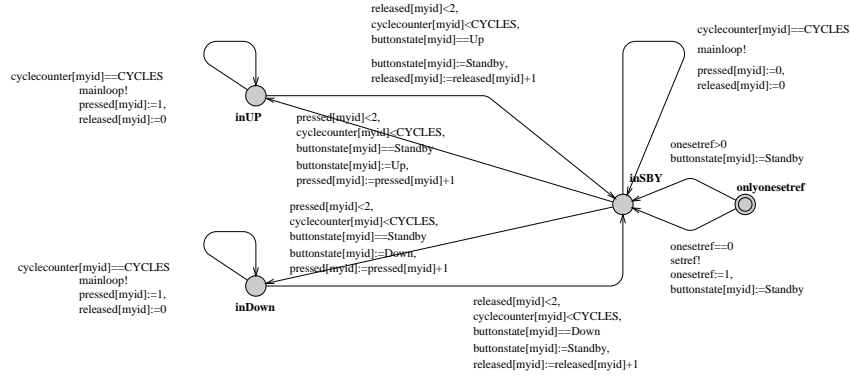 released[myid]<2,
cyclecounter[myid]<CYCLES,
buttonstate[myid]==Up
buttonstate[myid]:=Standby,
released[myid]:=released[myid]+1
cyclecounter[myid]==CYCLES
mainloop!
pressed[myid]:=0,
released[myid]:=0
cyclecounter[myid]==CYCLES
mainloop!
pressed[myid]:=1,
released[myid]:=0
inUP
pressed[myid]<2,
cyclecounter[myid]<CYCLES,
buttonstate[myid]==Standby
buttonstate[myid]:=Up,
pressed[myid]:=pressed[myid]+1
onesetref>0
buttonstate[myid]:=Standby
inSBY
onlyonesetref
pressed[myid]<2,
cyclecounter[myid]<CYCLES,
buttonstate[myid]==Standby
buttonstate[myid]:=Down,
pressed[myid]:=pressed[myid]+1
onesetref==0
setref!
onesetref:=1,
buttonstate[myid]:=Standby
cyclecounter[myid]==CYCLES
mainloop!
pressed[myid]:=1,
released[myid]:=0
inDown
released[myid]<2,
cyclecounter[myid]<CYCLES,
buttonstate[myid]==Down
buttonstate[myid]:=Standby,
released[myid]:=released[myid]+1